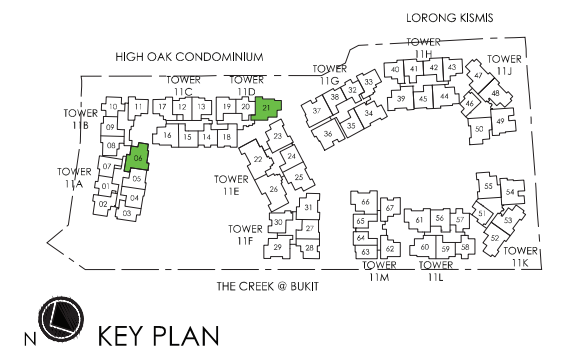 LORONG KISMIS
HIGH OAK CONDOMINIUM
TOWER
11H
TOWER
11G
TOWER
11J
TOWER
11C
TOWER
11D
TOWER
11B
40 41 42 43
47
48
46
50 49
39 45 44
33
32
38
37
34
35
36
10 11
17 12 13
19 20 21
09
16 15 14 18
08
06
07
05
01
04
02
03
TOWER
11A
23
22
24
25
26
TOWER
11E
31
30
27
29 28
TOWER
11F
66
67
65
64
63 62
TOWER
11M
61 56 57
60 59 58
TOWER
11L
55
54
51
53
52
TOWER
11K
THE CREEK @ BUKIT
N
KEY PLAN